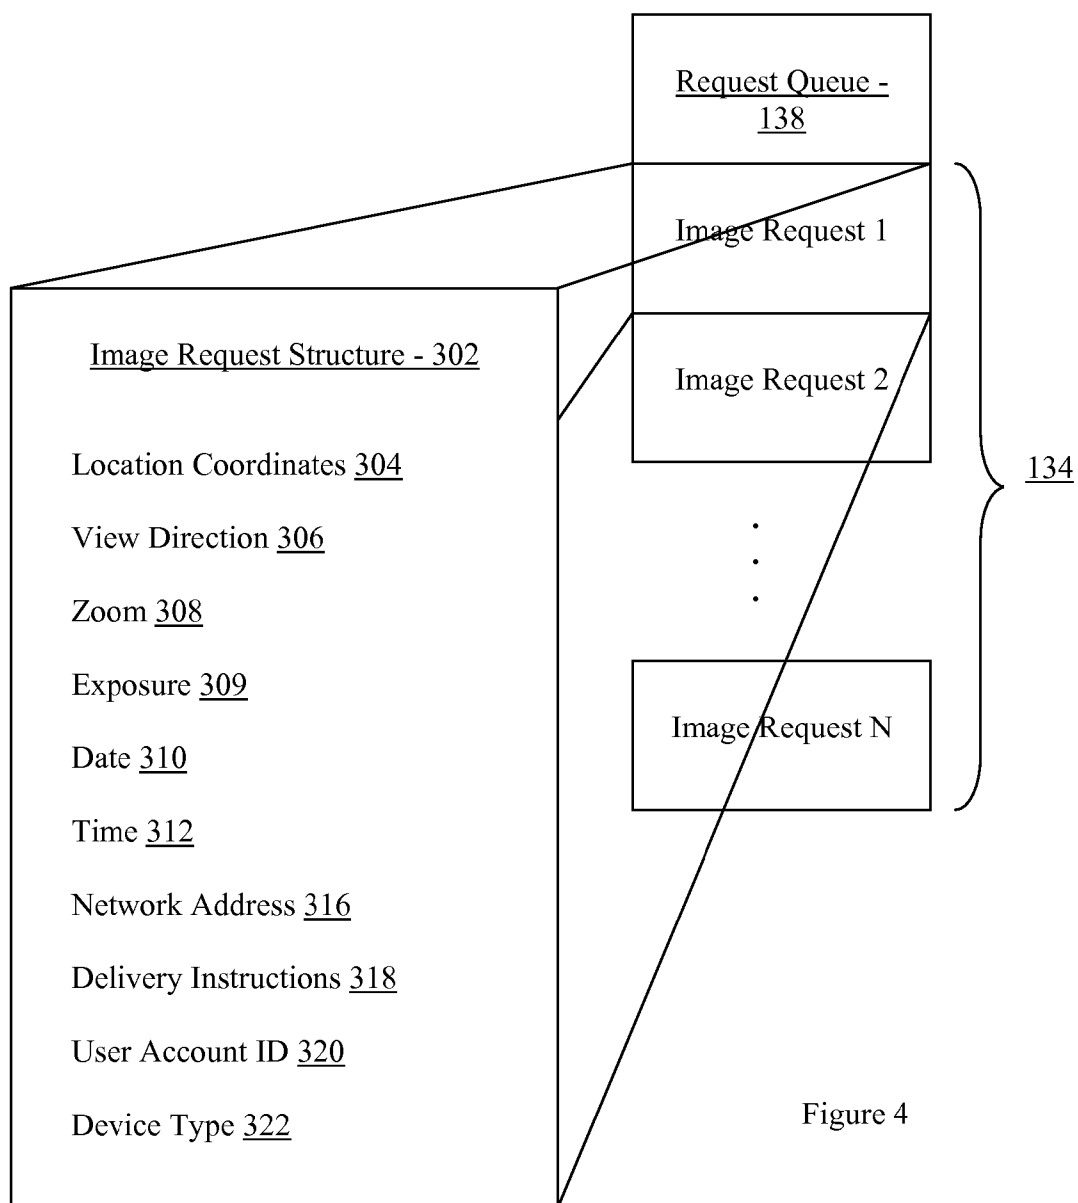 Request Queue -
138
Image Request 1
Image Request Structure - 302
Image Request 2
Location Coordinates 304
134
View Direction 306
Zoom 308
Exposure 309
Image Request N
Date 310
Time 312
Network Address 316
Delivery Instructions 318
User Account ID 320
Device Type 322
Figure 4